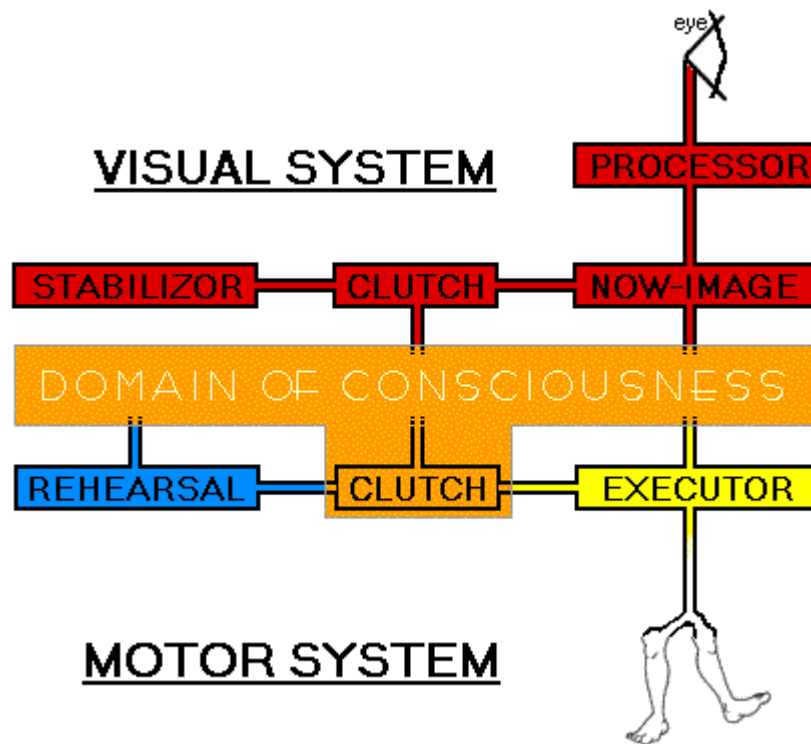 eye
VISUAL SYSTEM
PROCESSOR
STABILIZOR CLUTCH NOW-IMAGE
DOMAIN OF CONSCIOUSNESS
REHEARSAL CLUTCH EXECUTOR
MOTOR SYSTEM